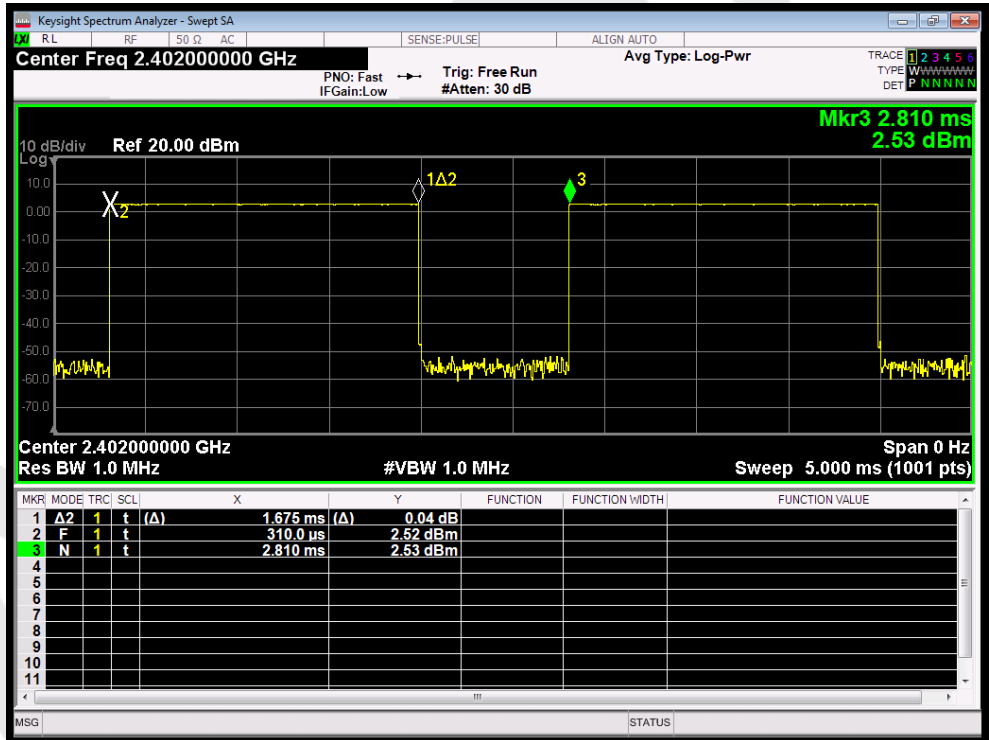 Keysight Spectrum Analyzer - Swept SA
LXI RL RF 50 Ω AC SENSE:PULSE ALIGN AUTO
Center Freq 2.402000000 GHz Avg Type: Log-Pwr TRACE 1 2 3 4 5 6
PNO: Fast Trig: Free Run TYPE WWWWWW
IFGain:Low #Atten: 30 dB DET P N N N N N
Mkr3 2.810 ms
10 dB/div Ref 20.00 dBm 2.53 dBm
Log
10.0 1Δ2 3
0.00 X2
-10.0
-20.0
-30.0
-40.0
-50.0
-60.0
-70.0
Center 2.402000000 GHz Span 0 Hz
Res BW 1.0 MHz #VBW 1.0 MHz Sweep 5.000 ms (1001 pts)
MKR MODE TRC SCL X Y FUNCTION FUNCTION WIDTH FUNCTION VALUE
1 Δ2 1 t (Δ) 1.675 ms (Δ) 0.04 dB
2 F 1 t 310.0 µs 2.52 dBm
3 N 1 t 2.810 ms 2.53 dBm
4
5
6
7
8
9
10
11
MSG STATUS